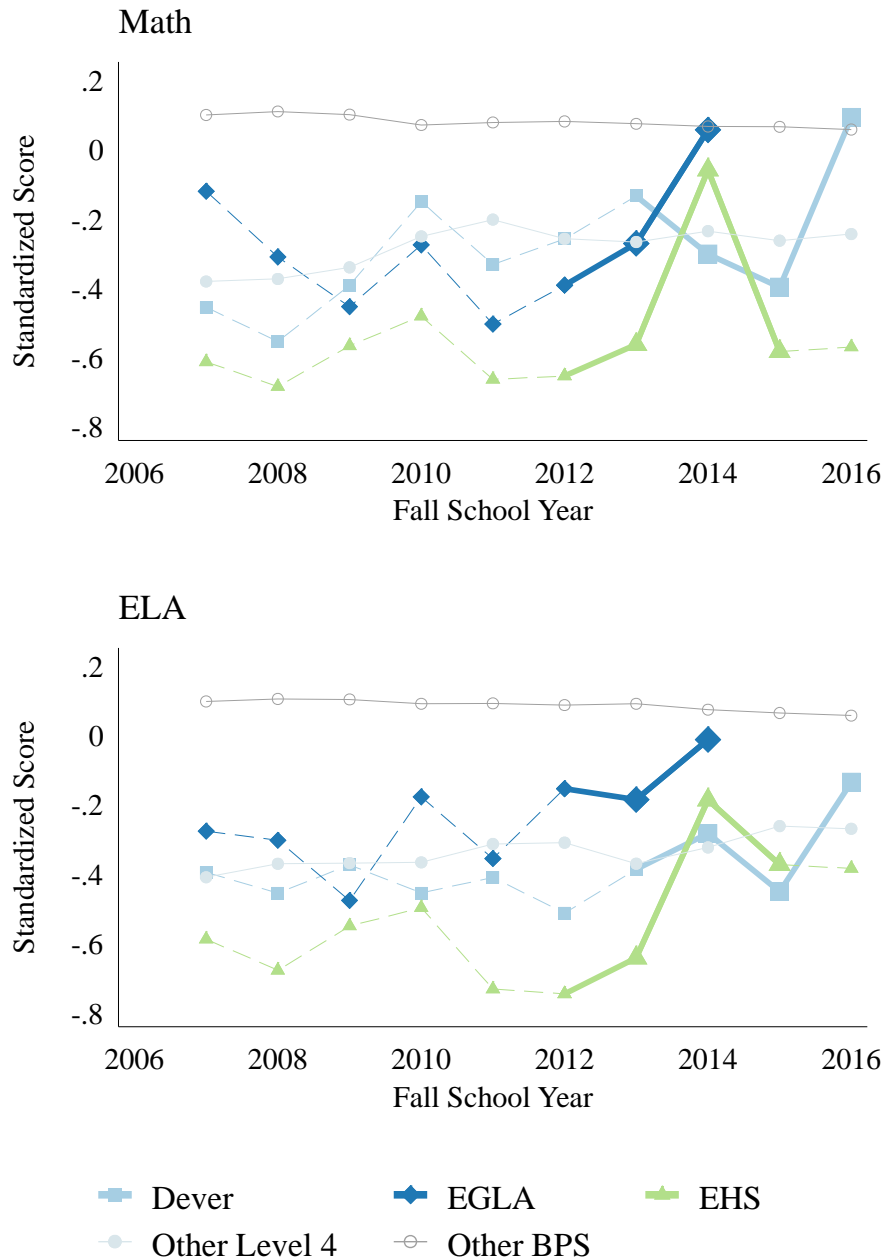 Math
.2
0
-.2
-.4
-.6
-.8
Standardized Score
2006 2008 2010 2012 2014 2016
Fall School Year
ELA
.2
0
-.2
-.4
-.6
-.8
Standardized Score
2006 2008 2010 2012 2014 2016
Fall School Year
Dever EGLA EHS
Other Level 4 Other BPS